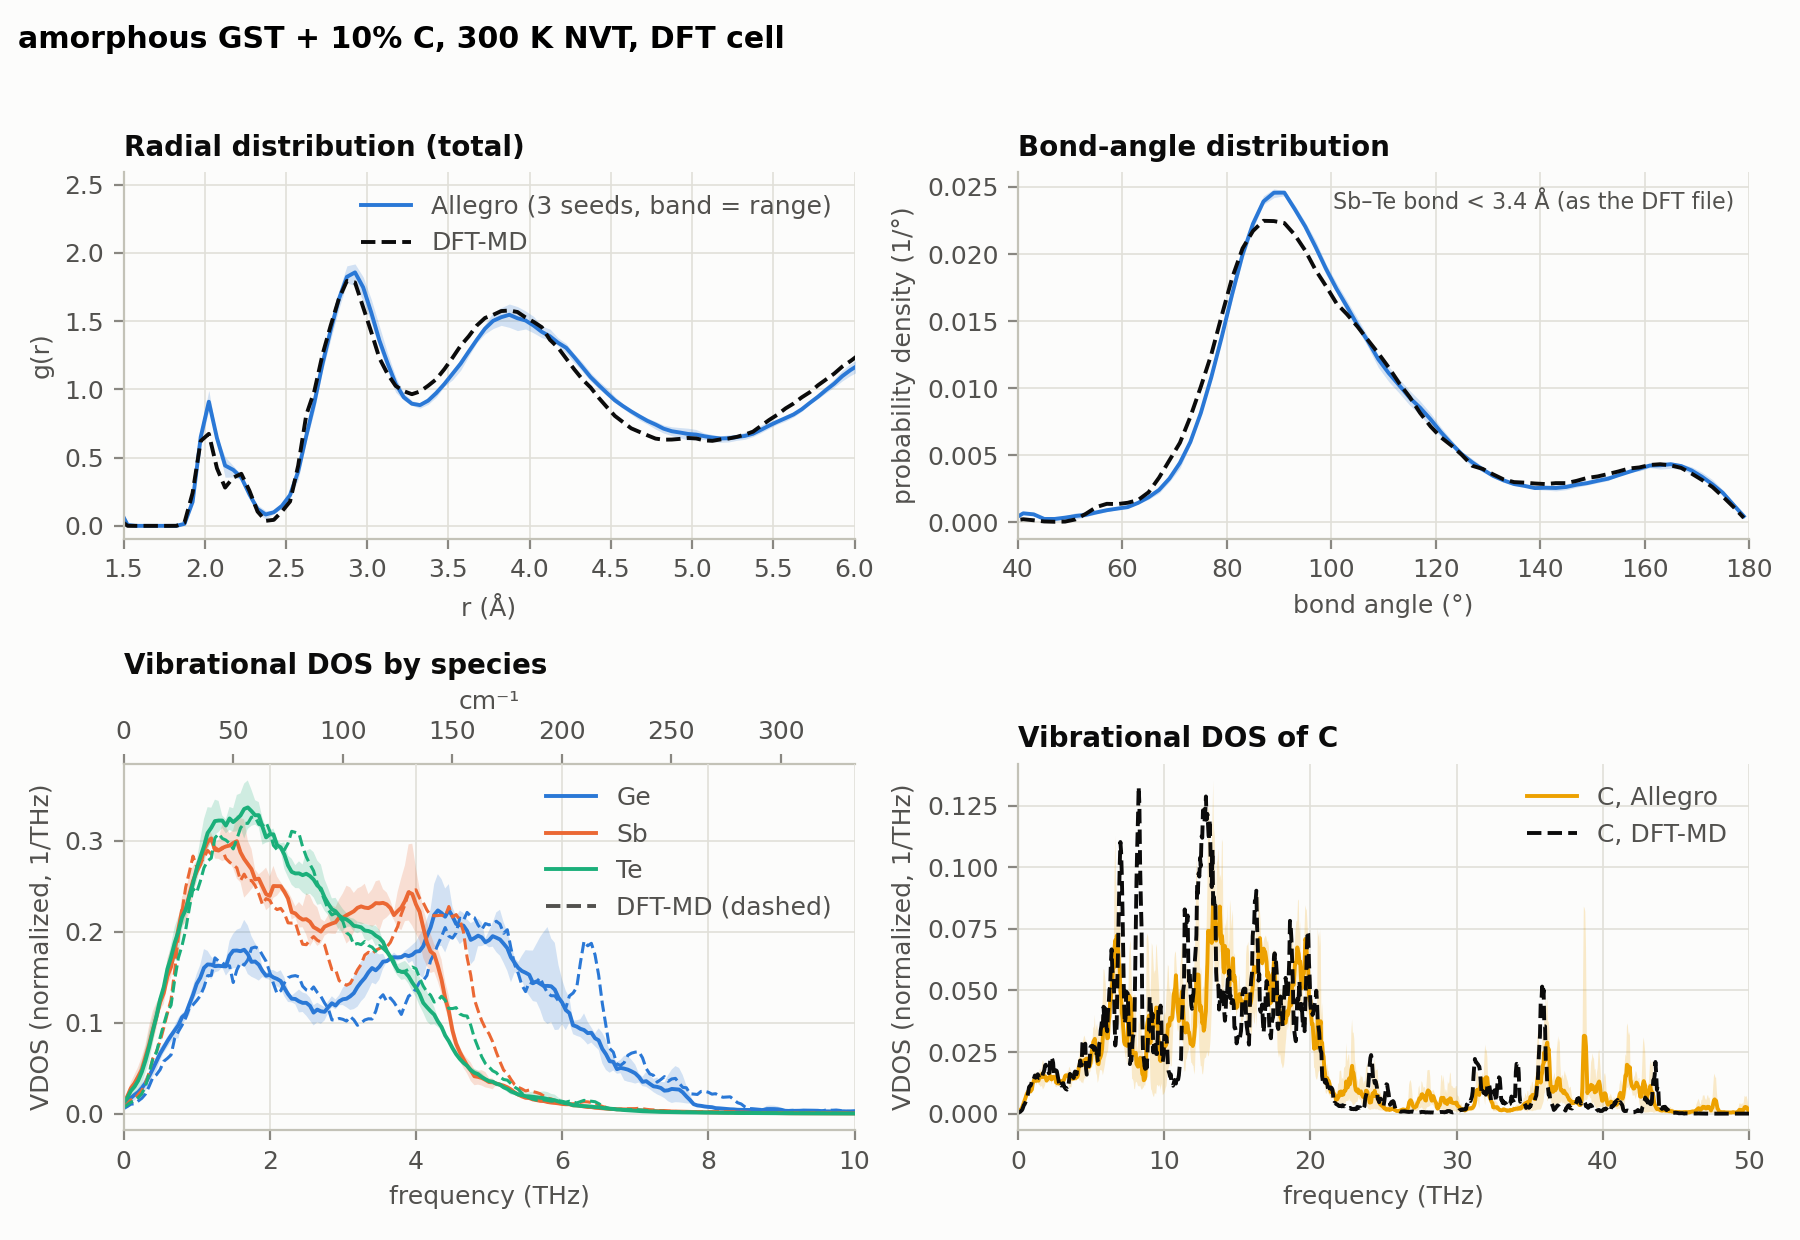 amorphous GST + 10% C, 300 K NVT, DFT cell
Radial distribution (total)
g(r)
2.5
2.0
1.5
1.0
0.5
0.0
Allegro (3 seeds, band = range)
DFT-MD
1.5 2.0 2.5 3.0 3.5 4.0 4.5 5.0 5.5 6.0
r (Å)
Bond-angle distribution
probability density (1/°)
0.025
0.020
0.015
0.010
0.005
0.000
Sb–Te bond < 3.4 Å (as the DFT file)
40 60 80 100 120 140 160 180
bond angle (°)
Vibrational DOS by species
cm⁻¹
0 50 100 150 200 250 300
VDOS (normalized, 1/THz)
0.3
0.2
0.1
0.0
Ge
Sb
Te
DFT-MD (dashed)
0 2 4 6 8 10
frequency (THz)
Vibrational DOS of C
VDOS (normalized, 1/THz)
0.125
0.100
0.075
0.050
0.025
0.000
C, Allegro
C, DFT-MD
0 10 20 30 40 50
frequency (THz)